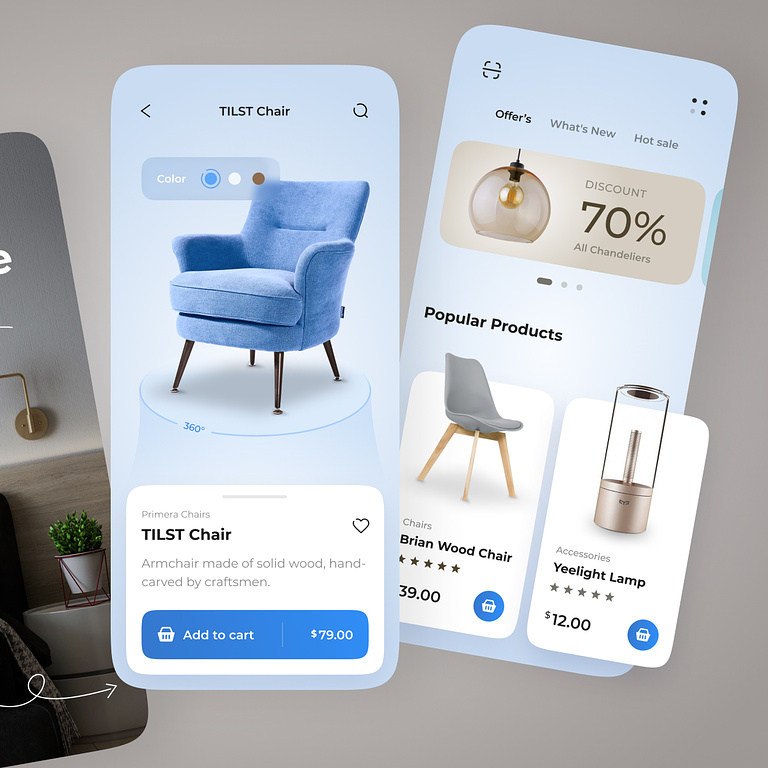 e
TILST Chair
Color
360°
Primera Chairs
TILST Chair
Armchair made of solid wood, hand-
carved by craftsmen.
Add to cart
$79.00
Offer's
What's New
Hot sale
DISCOUNT
70%
All Chandeliers
Popular Products
Chairs
Brian Wood Chair
39.00
Accessories
Yeelight Lamp
$12.00